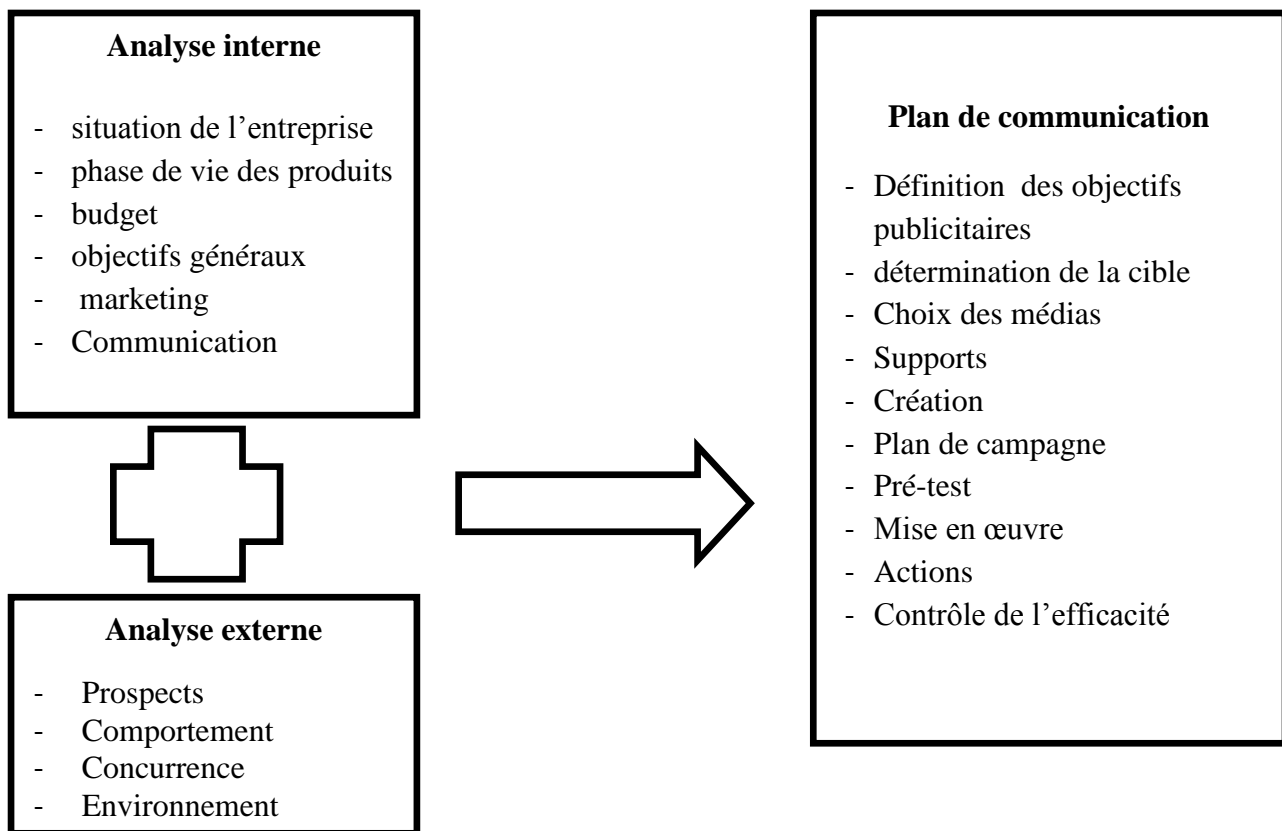 Analyse interne
- situation de l’entreprise
- phase de vie des produits
- budget
- objectifs généraux
- marketing
- Communication
Analyse externe
- Prospects
- Comportement
- Concurrence
- Environnement
Plan de communication
- Définition des objectifs
publicitaires
- détermination de la cible
- Choix des médias
- Supports
- Création
- Plan de campagne
- Pré-test
- Mise en œuvre
- Actions
- Contrôle de l’efficacité